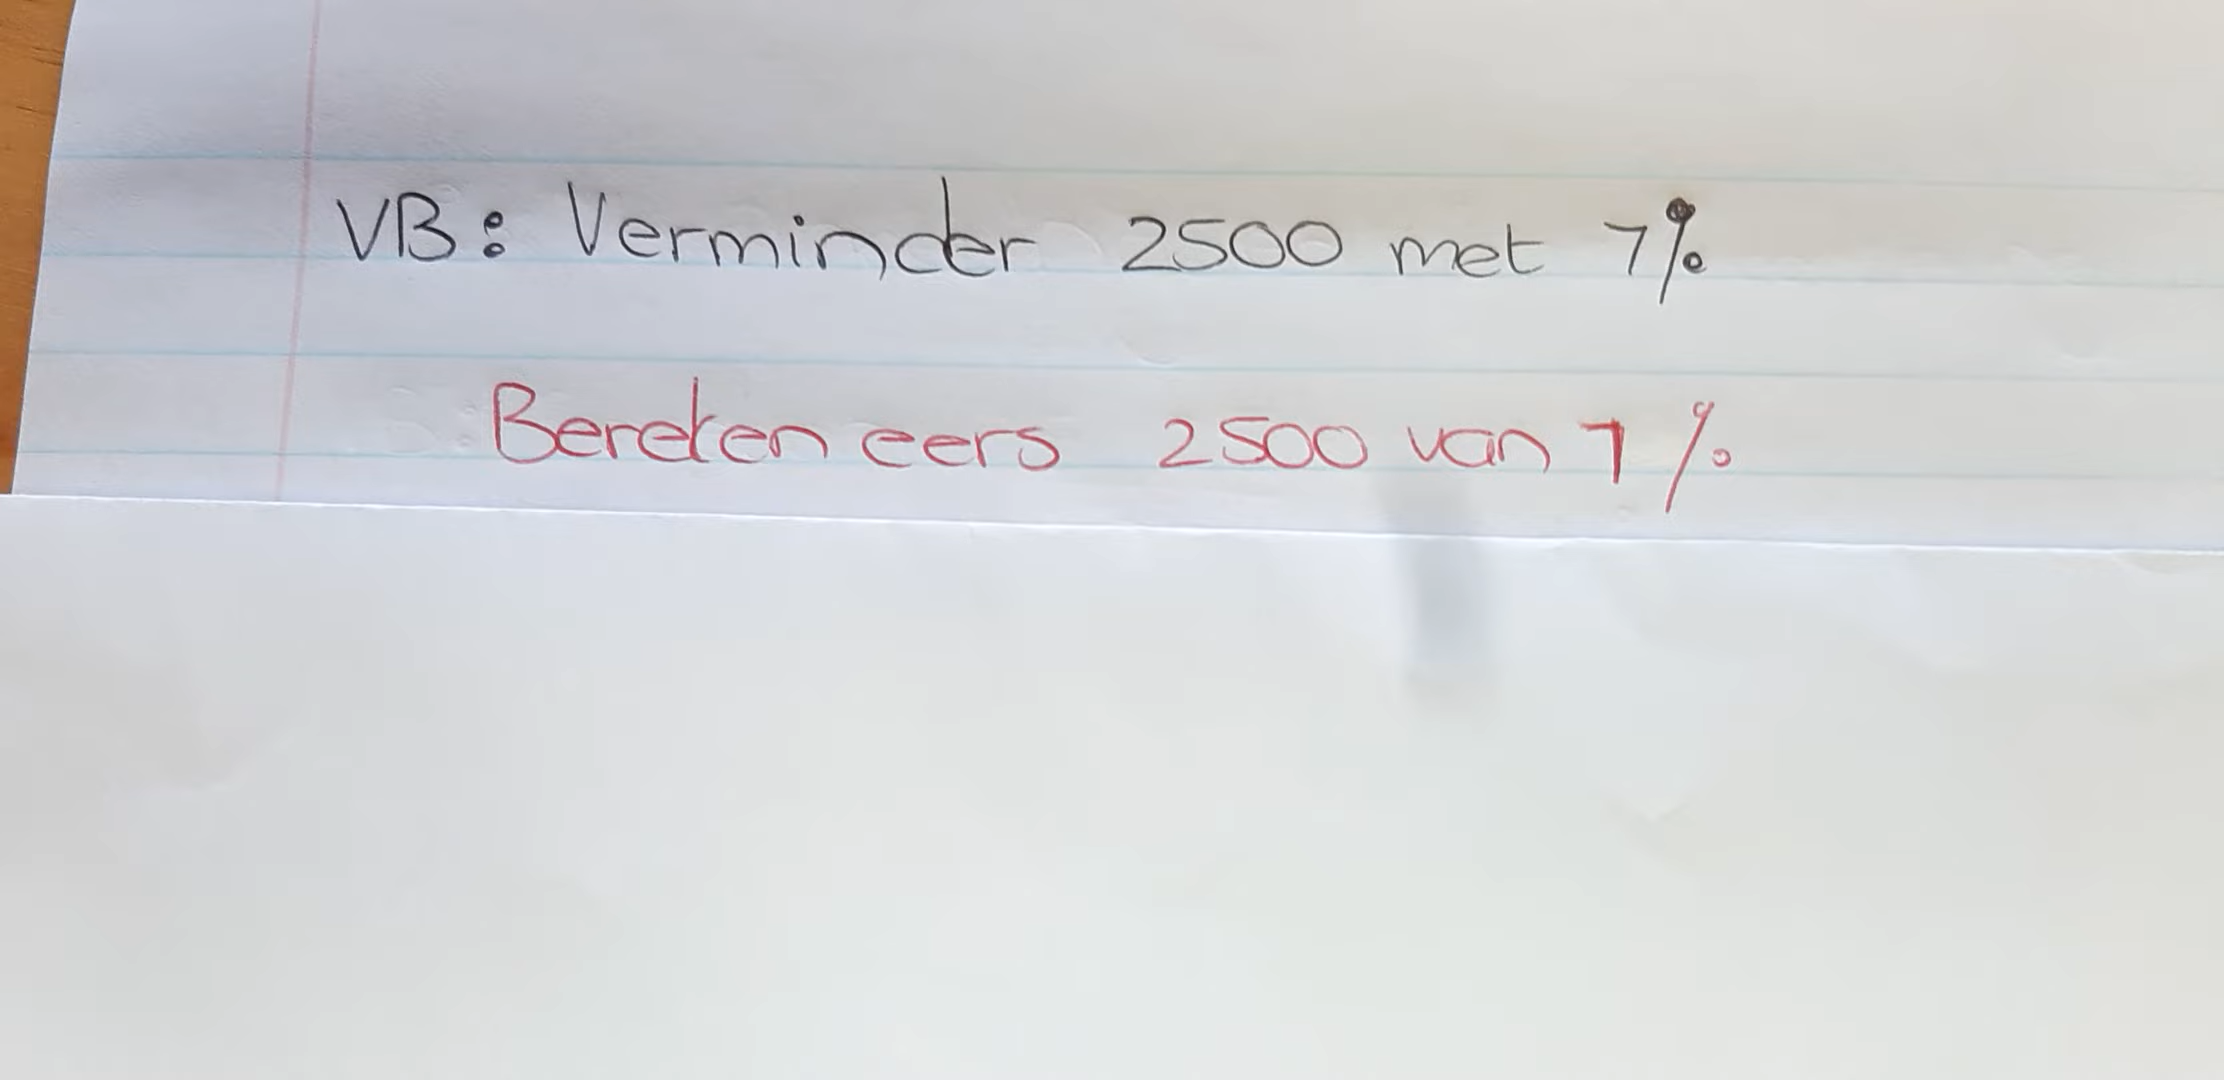 VB: Verminder 2500 met 7%
Bereken eers 2500 van 7%